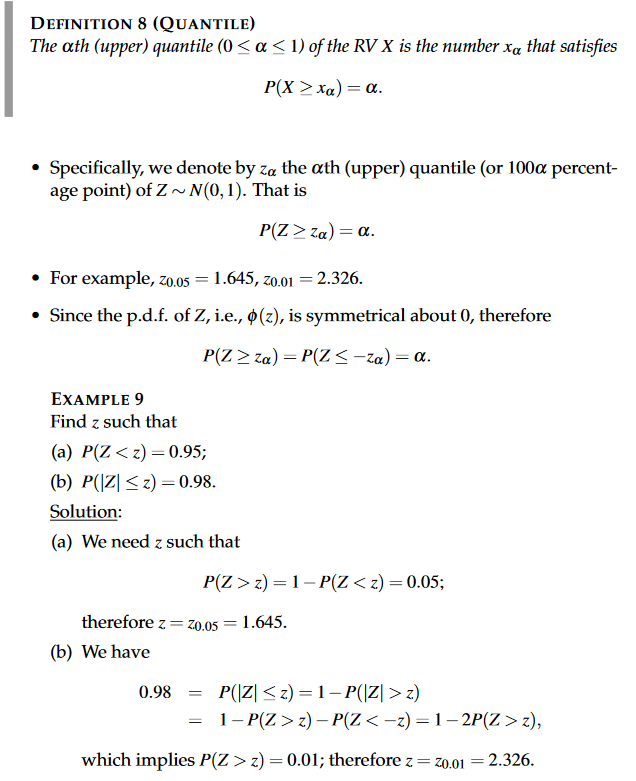 DEFINITION 8 (QUANTILE)
The αth (upper) quantile (0 ≤ α ≤ 1) of the RV X is the number xα that satisfies
P(X ≥ xα) = α.
• Specifically, we denote by zα the αth (upper) quantile (or 100α percent-
age point) of Z ∼ N(0,1). That is
P(Z ≥ zα) = α.
• For example, z0.05 = 1.645, z0.01 = 2.326.
• Since the p.d.f. of Z, i.e., ϕ(z), is symmetrical about 0, therefore
P(Z ≥ zα) = P(Z ≤ −zα) = α.
EXAMPLE 9
Find z such that
(a) P(Z < z) = 0.95;
(b) P(|Z| ≤ z) = 0.98.
Solution:
(a) We need z such that
P(Z > z) = 1 − P(Z < z) = 0.05;
therefore z = z0.05 = 1.645.
(b) We have
0.98 = P(|Z| ≤ z) = 1 − P(|Z| > z)
= 1 − P(Z > z) − P(Z < −z) = 1 − 2P(Z > z),
which implies P(Z > z) = 0.01; therefore z = z0.01 = 2.326.